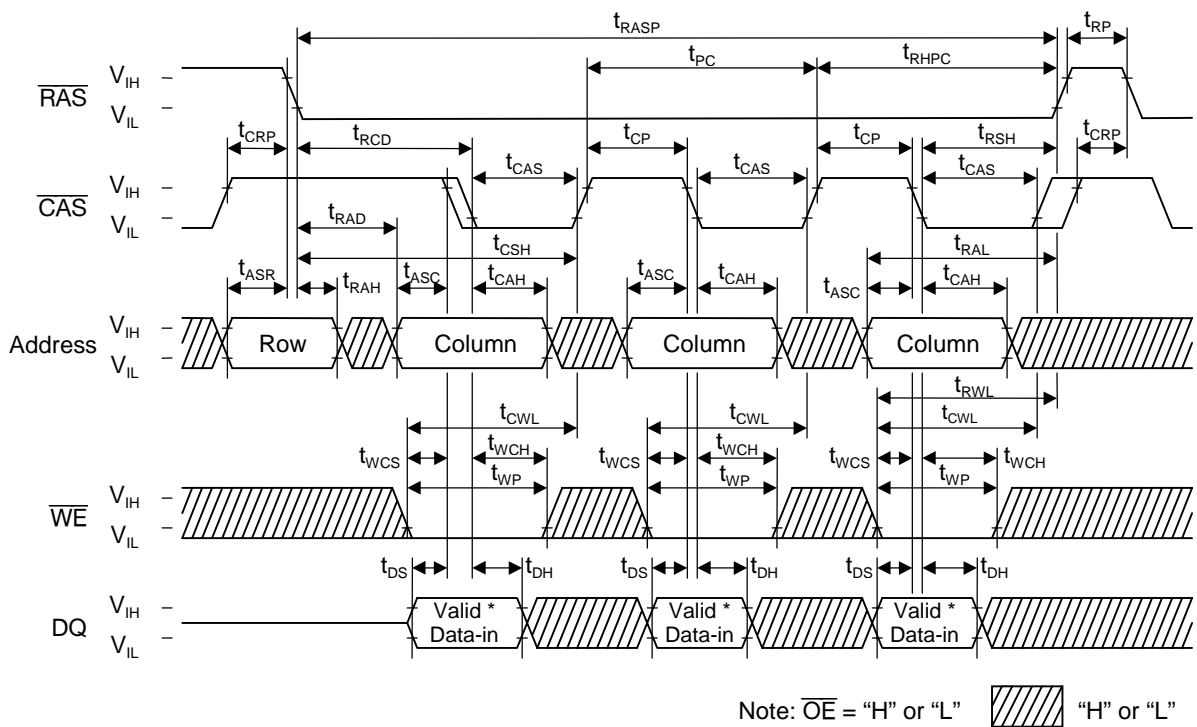 tRASP tRP
tPC tRHPC
VIH
RAS
VIL
tCRP tRCD tCP tCP tRSH tCRP
tCAS tCAS tCAS
VIH
CAS
VIL
tRAD
tCSH tRAL
tASR tASC tCAH tASC tCAH tCAH
tRAH tASC
VIH
Address Row Column Column Column
VIL
tRWL
tCWL tCWL tCWL
tWCS tWCH tWCS tWCH tWCS tWCH
tWP tWP tWP
VIH
WE
VIL
tDS tDH tDS tDH tDS tDH
VIH Valid * Valid * Valid *
DQ
VIL Data-in Data-in Data-in
Note: OE = “H” or “L” “H” or “L”